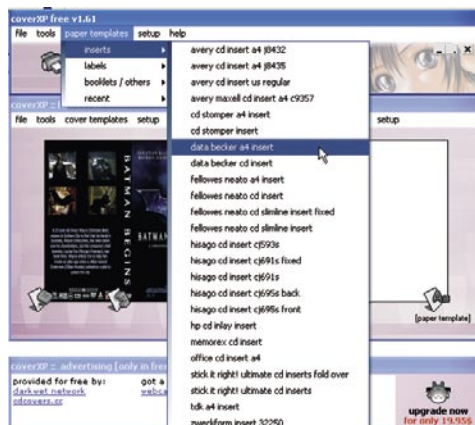 coverXP free v1.61
file tools paper templates setup help
inserts
labels
booklets / others
recent
avery cd insert a4 j8432
avery cd insert a4 j8435
avery cd insert us regular
avery maxell cd insert a4 c9357
cd stomper a4 insert
cd stomper insert
data becker a4 insert
data becker cd insert
fellowes neato a4 insert
fellowes neato cd insert
fellowes neato cd slimline insert fixed
fellowes neato cd slimline insert
hisago cd insert cj593s
hisago cd insert cj691s fixed
hisago cd insert cj691s
hisago cd insert cj695s back
hisago cd insert cj695s front
hp cd inlay insert
memorex cd insert
office cd insert a4
stick it right! ultimate cd inserts fold over
stick it right! ultimate cd inserts
tdk a4 insert
zweckform insert 32250
coverXP ::
file tools cover templates setup
setup
BATMAN BEGINS
BATMAN
[paper template]
coverXP :: advertising [only in free
provided for free by:
darkwet network
cdcovers.cc
got a
webca
upgrade now
for only 19.95$